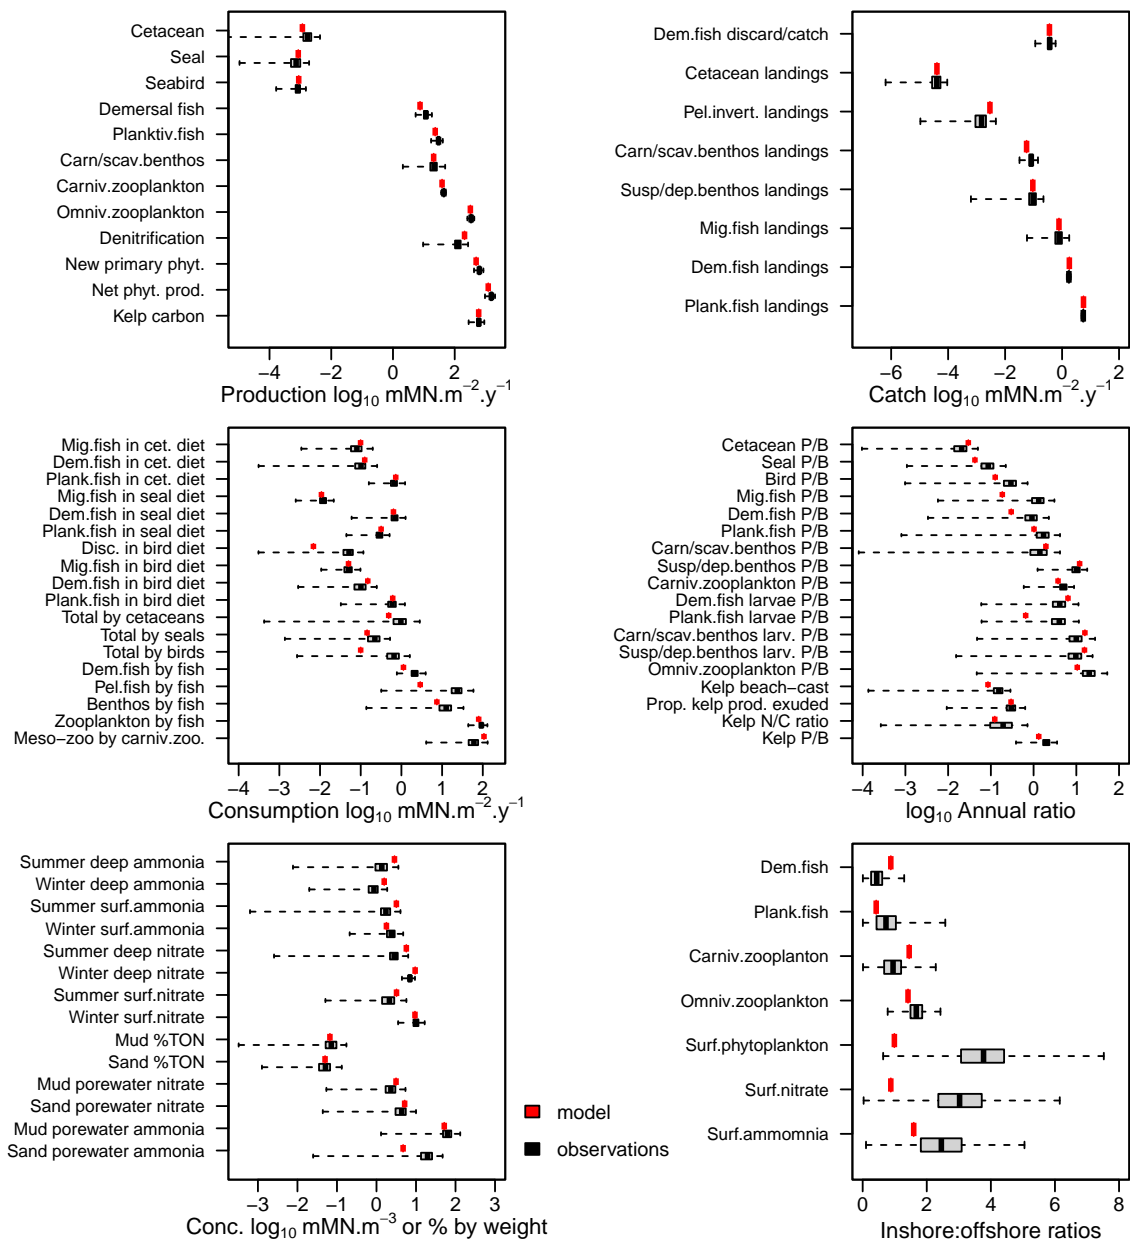 Cetacean
Seal
Seabird
Demersal fish
Planktiv.fish
Carn/scav.benthos
Carniv.zooplankton
Omniv.zooplankton
Denitrification
New primary phyt.
Net phyt. prod.
Kelp carbon
−4 −2 0 2
Production log₁₀ mMN.m⁻².y⁻¹
Dem.fish discard/catch
Cetacean landings
Pel.invert. landings
Carn/scav.benthos landings
Susp/dep.benthos landings
Mig.fish landings
Dem.fish landings
Plank.fish landings
−6 −4 −2 0 2
Catch log₁₀ mMN.m⁻².y⁻¹
Mig.fish in cet. diet
Dem.fish in cet. diet
Plank.fish in cet. diet
Mig.fish in seal diet
Dem.fish in seal diet
Plank.fish in seal diet
Disc. in bird diet
Mig.fish in bird diet
Dem.fish in bird diet
Plank.fish in bird diet
Total by cetaceans
Total by seals
Total by birds
Dem.fish by fish
Pel.fish by fish
Benthos by fish
Zooplankton by fish
Meso−zoo by carniv.zoo.
−4 −3 −2 −1 0 1 2
Consumption log₁₀ mMN.m⁻².y⁻¹
Cetacean P/B
Seal P/B
Bird P/B
Mig.fish P/B
Dem.fish P/B
Plank.fish P/B
Carn/scav.benthos P/B
Susp/dep.benthos P/B
Carniv.zooplankton P/B
Dem.fish larvae P/B
Plank.fish larvae P/B
Carn/scav.benthos larv. P/B
Susp/dep.benthos larv. P/B
Omniv.zooplankton P/B
Kelp beach−cast
Prop. kelp prod. exuded
Kelp N/C ratio
Kelp P/B
−4 −3 −2 −1 0 1 2
log₁₀ Annual ratio
Summer deep ammonia
Winter deep ammonia
Summer surf.ammonia
Winter surf.ammonia
Summer deep nitrate
Winter deep nitrate
Summer surf.nitrate
Winter surf.nitrate
Mud %TON
Sand %TON
Mud porewater nitrate
Sand porewater nitrate
Mud porewater ammonia
Sand porewater ammonia
−3 −2 −1 0 1 2 3
Conc. log₁₀ mMN.m⁻³ or % by weight
model
observations
Dem.fish
Plank.fish
Carniv.zooplanton
Omniv.zooplankton
Surf.phytoplankton
Surf.nitrate
Surf.ammomnia
0 2 4 6 8
Inshore:offshore ratios